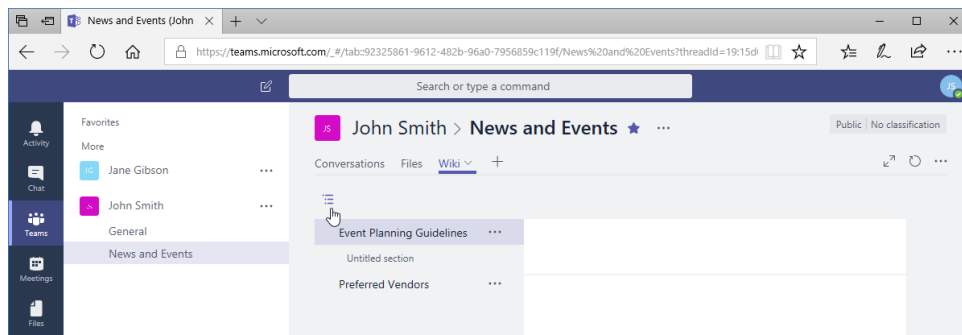 News and Events (John
https://teams.microsoft.com/_#/tab::92325861-9612-482b-96a0-7956859c119f/News%20and%20Events?threadId=19:15d
Search or type a command
JS
Activity
Chat
Teams
Meetings
Files
Favorites
More
JG Jane Gibson
JS John Smith
General
News and Events
JS John Smith > News and Events
Public No classification
Conversations Files Wiki
Event Planning Guidelines
Untitled section
Preferred Vendors